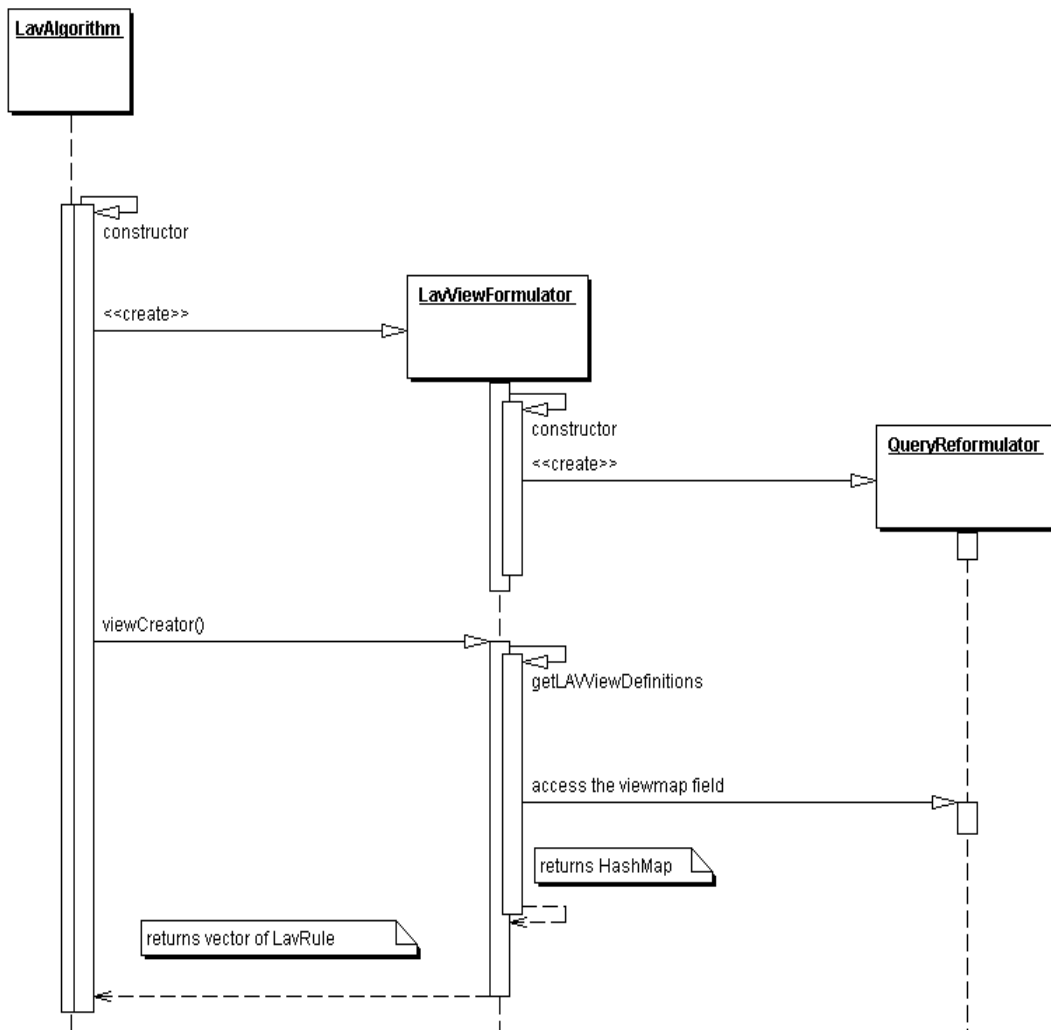 LavAlgorithm
constructor
<<create>>
LavViewFormulator
constructor
<<create>>
QueryReformulator
viewCreator()
getLAVViewDefinitions
access the viewmap field
returns HashMap
returns vector of LavRule